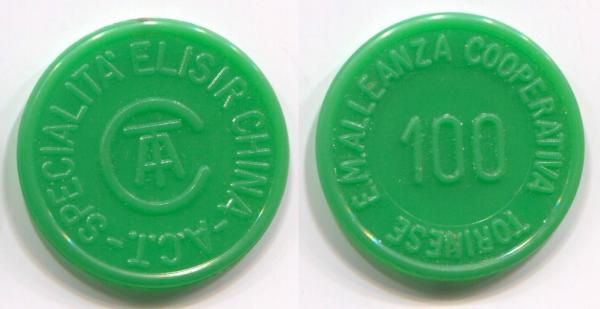 SPECIALITA' ELISIR CHINA - A.C.T. -
ACT
E.M. ALLEANZA COOPERATIVA TORINESE
100